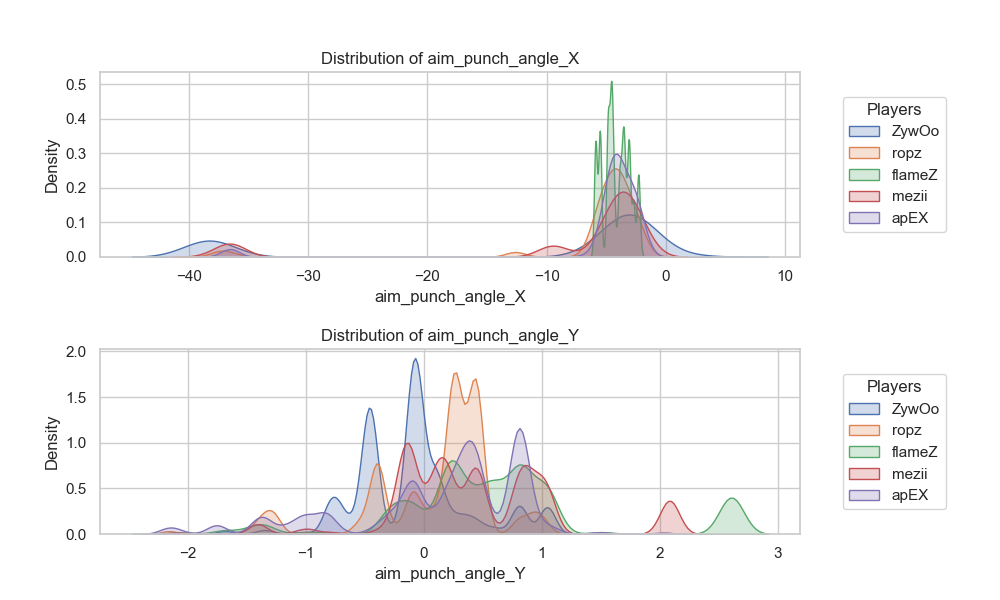 Distribution of aim_punch_angle_X
Density
0.5
0.4
0.3
0.2
0.1
0.0
−40
−30
−20
−10
0
10
aim_punch_angle_X
Players
ZywOo
ropz
flameZ
mezii
apEX
Distribution of aim_punch_angle_Y
Density
2.0
1.5
1.0
0.5
0.0
−2
−1
0
1
2
3
aim_punch_angle_Y
Players
ZywOo
ropz
flameZ
mezii
apEX